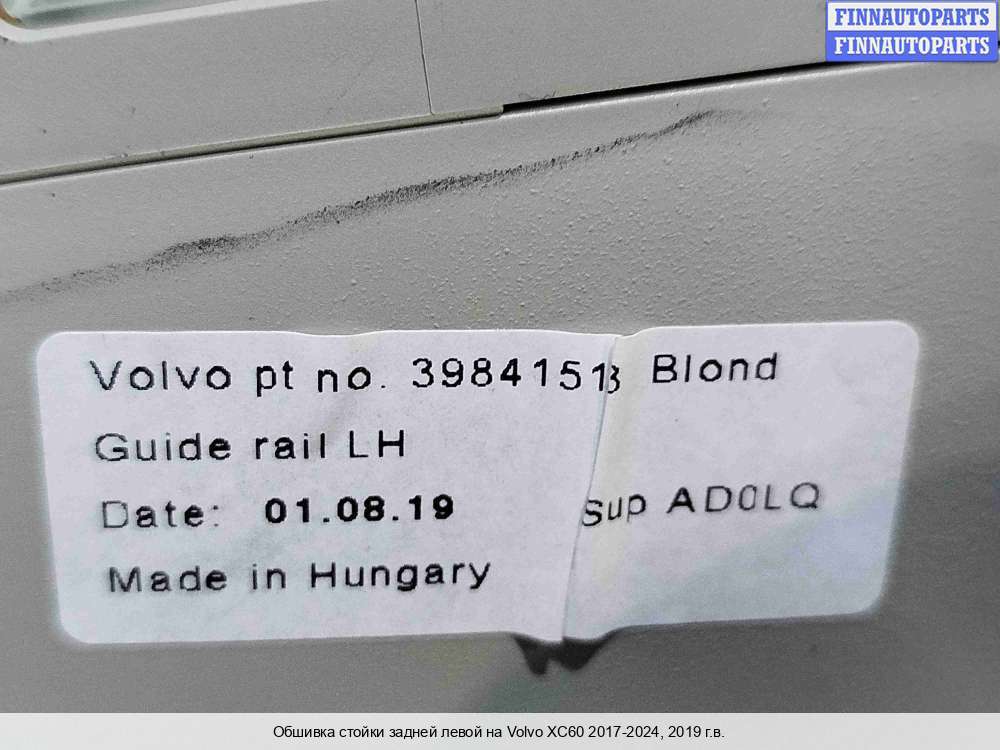 FINNAUTOPARTS
FINNAUTOPARTS
Volvo pt no. 39841513 Blond
Guide rail LH
Date: 01.08.19 Sup AD0LQ
Made in Hungary
Обшивка стойки задней левой на Volvo XC60 2017-2024, 2019 г.в.